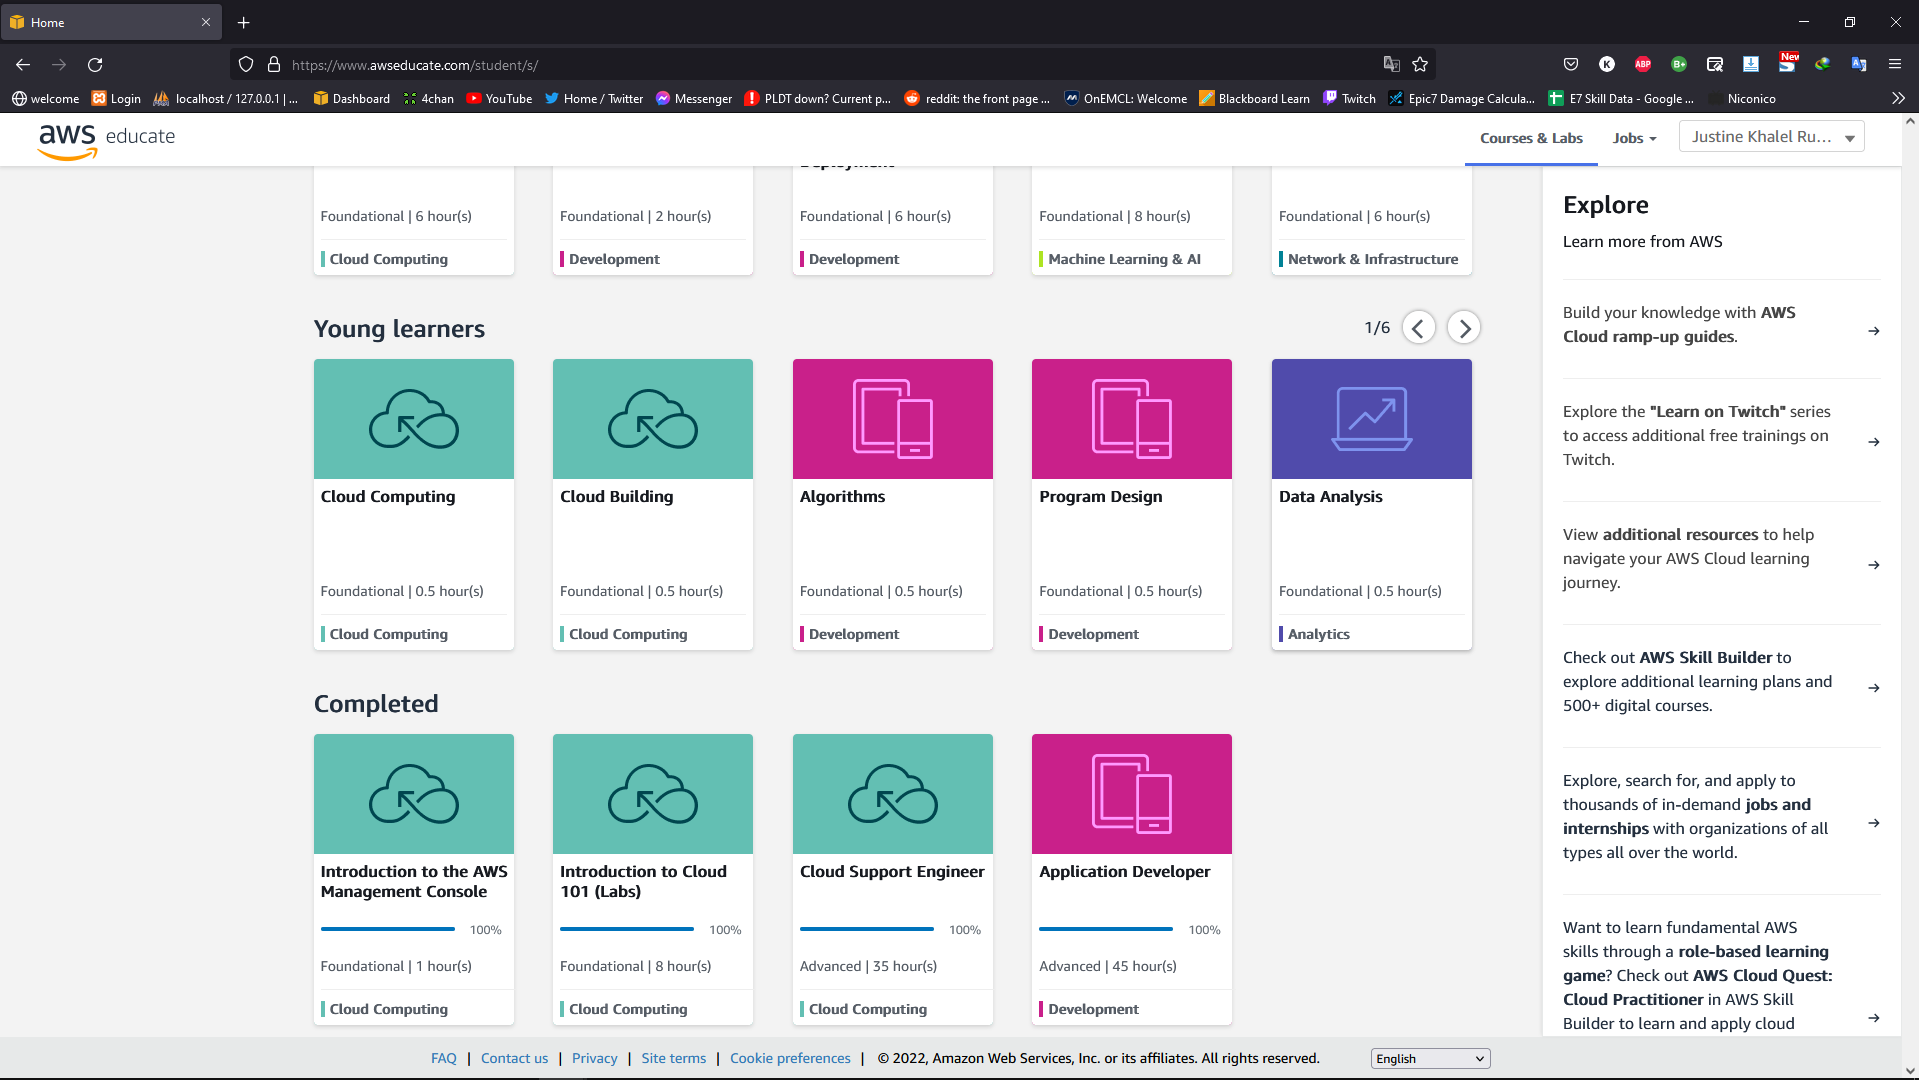 Home
https://www.awseducate.com/student/s/
K
ABP
B+
New
welcome
Login
localhost / 127.0.0.1 | ...
Dashboard
4chan
YouTube
Home / Twitter
Messenger
PLDT down? Current p...
reddit: the front page ...
OnEMCL: Welcome
Blackboard Learn
Twitch
Epic7 Damage Calcula...
E7 Skill Data - Google ...
Niconico
aws educate
Courses & Labs
Jobs
Justine Khalel Ru...
Deployment
Foundational | 6 hour(s)
Cloud Computing
Foundational | 2 hour(s)
Development
Foundational | 6 hour(s)
Development
Foundational | 8 hour(s)
Machine Learning & AI
Foundational | 6 hour(s)
Network & Infrastructure
Young learners
1/6
Cloud Computing
Foundational | 0.5 hour(s)
Cloud Computing
Cloud Building
Foundational | 0.5 hour(s)
Cloud Computing
Algorithms
Foundational | 0.5 hour(s)
Development
Program Design
Foundational | 0.5 hour(s)
Development
Data Analysis
Foundational | 0.5 hour(s)
Analytics
Completed
Introduction to the AWS
Management Console
100%
Foundational | 1 hour(s)
Cloud Computing
Introduction to Cloud
101 (Labs)
100%
Foundational | 8 hour(s)
Cloud Computing
Cloud Support Engineer
100%
Advanced | 35 hour(s)
Cloud Computing
Application Developer
100%
Advanced | 45 hour(s)
Development
Explore
Learn more from AWS
Build your knowledge with AWS
Cloud ramp-up guides.
Explore the "Learn on Twitch" series
to access additional free trainings on
Twitch.
View additional resources to help
navigate your AWS Cloud learning
journey.
Check out AWS Skill Builder to
explore additional learning plans and
500+ digital courses.
Explore, search for, and apply to
thousands of in-demand jobs and
internships with organizations of all
types all over the world.
Want to learn fundamental AWS
skills through a role-based learning
game? Check out AWS Cloud Quest:
Cloud Practitioner in AWS Skill
Builder to learn and apply cloud
FAQ | Contact us | Privacy | Site terms | Cookie preferences | © 2022, Amazon Web Services, Inc. or its affiliates. All rights reserved.
English